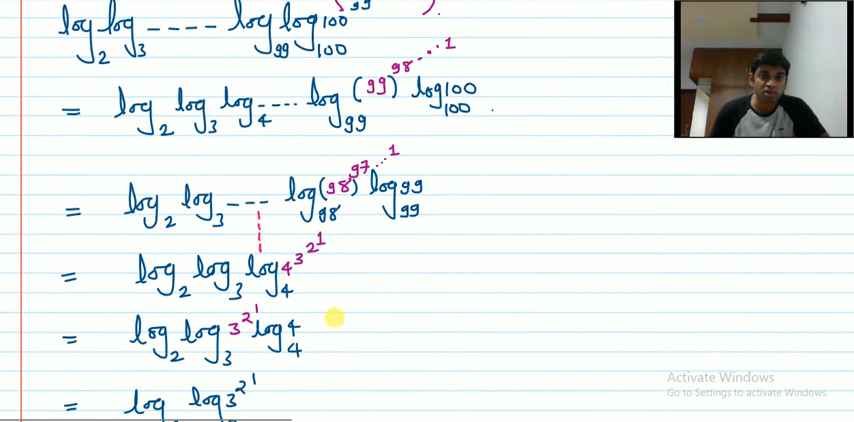 99
log₂ log₃ ---- log₉₉ log₁₀₀ 100
= log₂ log₃ log₄ .... log₉₉ (99)^98...1 log₁₀₀ 100 .
= log₂ log₃ --- log₉₈ (98)^97...1 log₉₉ 99
= log₂ log₃ log₄ 4^3^2^1
= log₂ log₃ 3^2^1 log₄ 4
= log log 3^2^1
Activate Windows
Go to Settings to activate Windows.